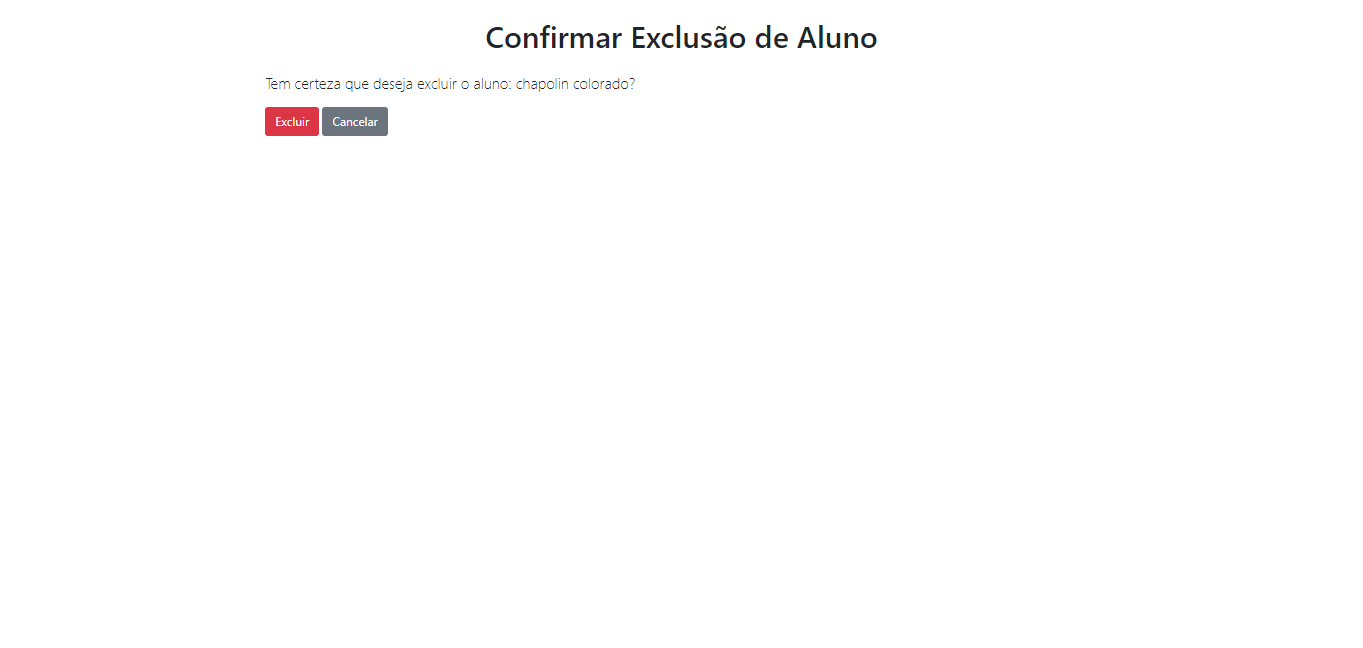 Confirmar Exclusão de Aluno
Tem certeza que deseja excluir o aluno: chapolin colorado?
Excluir Cancelar